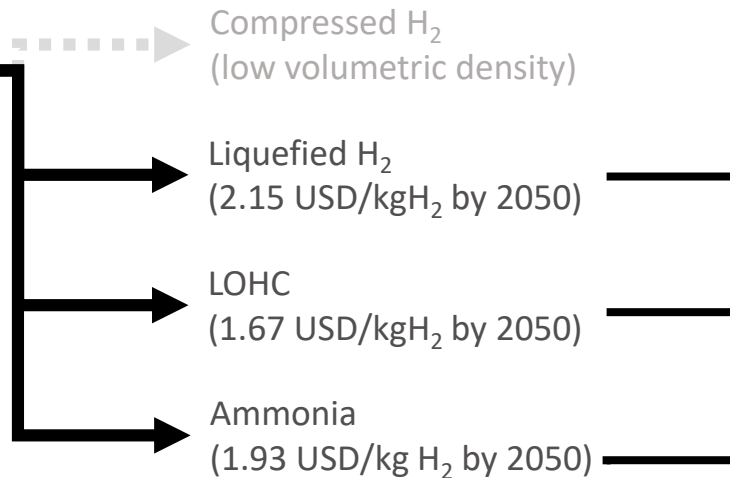 Compressed H₂
(low volumetric density)
Liquefied H₂
(2.15 USD/kgH₂ by 2050)
LOHC
(1.67 USD/kgH₂ by 2050)
Ammonia
(1.93 USD/kg H₂ by 2050)